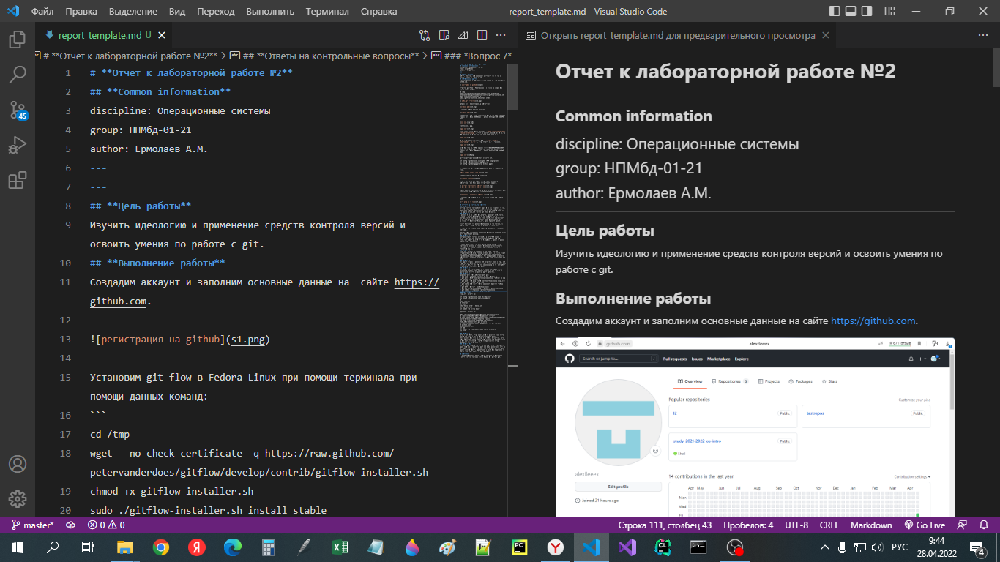 Файл Правка Выделение Вид Переход Выполнить Терминал Справка
report_template.md - Visual Studio Code
report_template.md U
Открыть report_template.md для предварительного просмотра
# **Отчет к лабораторной работе №2** > ## **Ответы на контрольные вопросы** > ### *Вопрос 7*
1 # **Отчет к лабораторной работе №2**
2 ## **Common information**
3 discipline: Операционные системы
4 group: НПМбд-01-21
5 author: Ермолаев А.М.
6 ---
7 ---
8 ## **Цель работы**
9 Изучить идеологию и применение средств контроля версий и
освоить умения по работе с git.
10 ## **Выполнение работы**
11 Создадим аккаунт и заполним основные данные на  сайте https://
github.com.
12
13 ![регистрация на github](s1.png)
14
15 Установим git-flow в Fedora Linux при помощи терминала при
помощи данных команд:
16 ```
17 cd /tmp
18 wget --no-check-certificate -q https://raw.github.com/
petervanderdoes/gitflow/develop/contrib/gitflow-installer.sh
19 chmod +x gitflow-installer.sh
20 sudo ./gitflow-installer.sh install stable
45
Отчет к лабораторной работе №2
Common information
discipline: Операционные системы
group: НПМбд-01-21
author: Ермолаев А.М.
Цель работы
Изучить идеологию и применение средств контроля версий и освоить умения по
работе с git.
Выполнение работы
Создадим аккаунт и заполним основные данные на сайте https://github.com.
github.com
alexfleees
671 отзыв
Search or jump to...
Pull requests Issues Marketplace Explore
Overview Repositories 3 Projects Packages Stars
Popular repositories
Customize your pins
Public
testrepos Public
study_2021-2022_os-intro Public
Shell
alexfleees
Edit profile
Joined 21 hours ago
14 contributions in the last year
Contribution settings
Apr May Jun Jul Aug Sep Oct Nov Dec Jan Feb Mar Apr
Mon
Wed
Fri
master* 0 0
Строка 111, столбец 43 Пробелов: 4 UTF-8 CRLF Markdown Go Live
РУС
9:44
28.04.2022
4